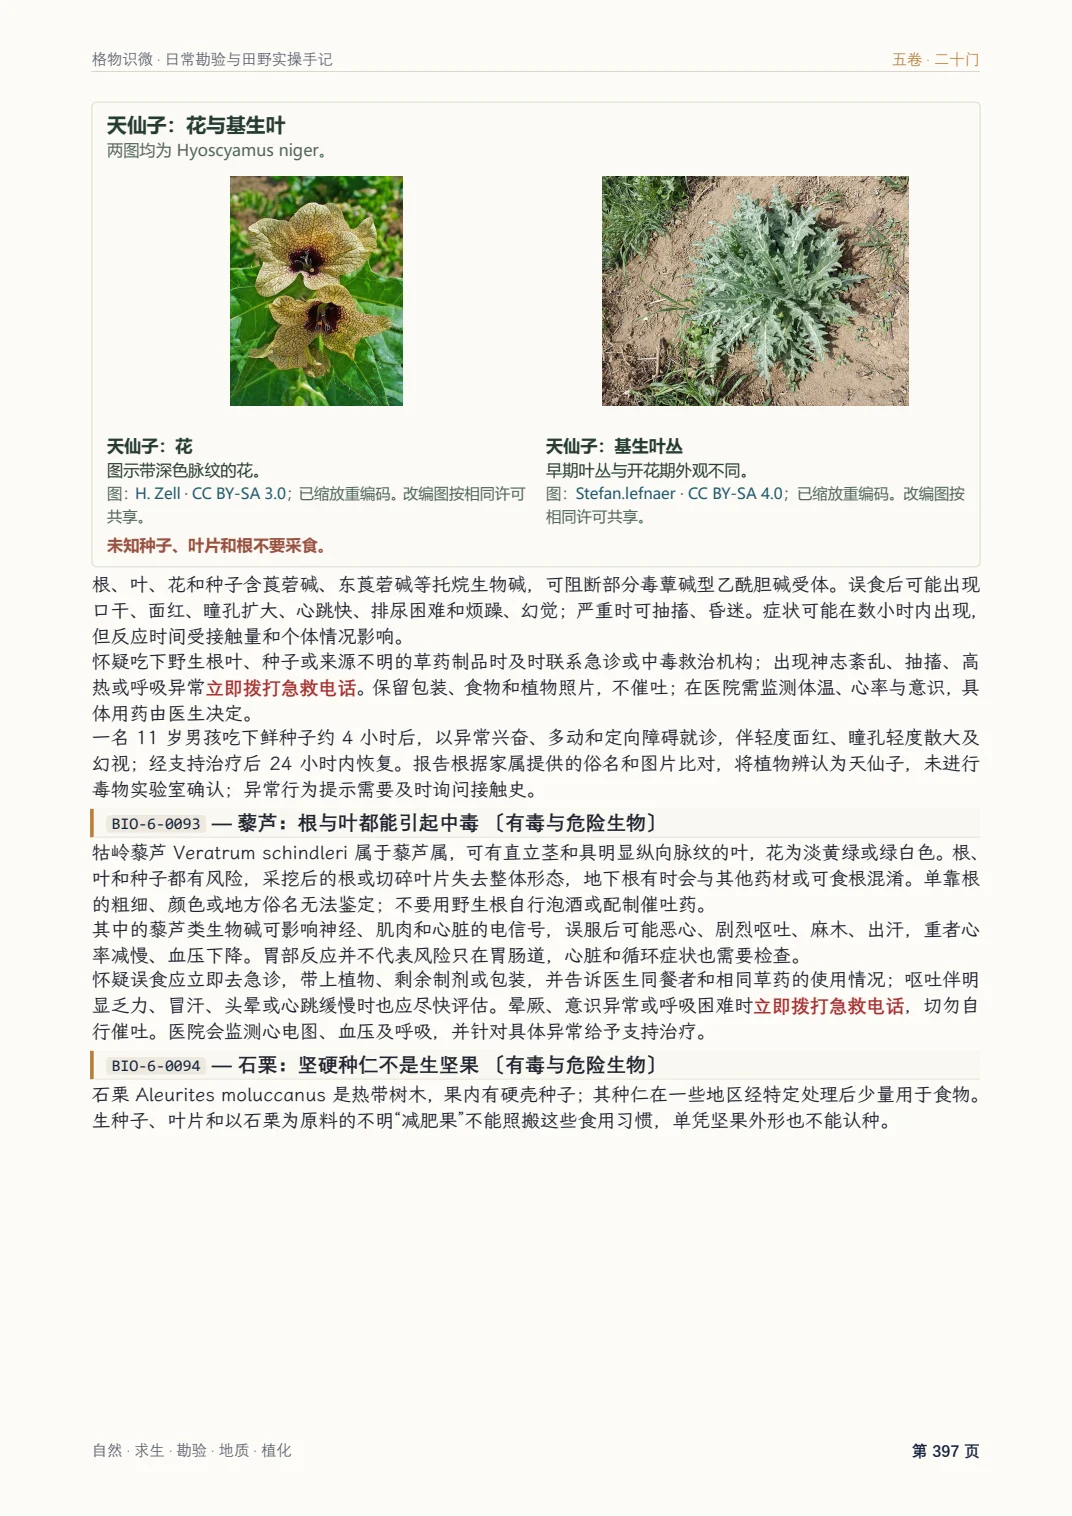 格物识微 · 日常勘验与田野实操手记
五卷 · 二十门
天仙子：花与基生叶
两图均为 Hyoscyamus niger。
天仙子：花
图示带深色脉纹的花。
图：H. Zell · CC BY-SA 3.0；已缩放重编码。改编图按相同许可
共享。
天仙子：基生叶丛
早期叶丛与开花期外观不同。
图：Stefan.lefnaer · CC BY-SA 4.0；已缩放重编码。改编图按
相同许可共享。
未知种子、叶片和根不要采食。
根、叶、花和种子含莨菪碱、东莨菪碱等托烷生物碱，可阻断部分毒蕈碱型乙酰胆碱受体。误食后可能出现
口干、面红、瞳孔扩大、心跳快、排尿困难和烦躁、幻觉；严重时可抽搐、昏迷。症状可能在数小时内出现，
但反应时间受接触量和个体情况影响。
怀疑吃下野生根叶、种子或来源不明的草药制品时及时联系急诊或中毒救治机构；出现神志紊乱、抽搐、高
热或呼吸异常立即拨打急救电话。保留包装、食物和植物照片，不催吐；在医院需监测体温、心率与意识，具
体用药由医生决定。
一名 11 岁男孩吃下鲜种子约 4 小时后，以异常兴奋、多动和定向障碍就诊，伴轻度面红、瞳孔轻度散大及
幻视；经支持治疗后 24 小时内恢复。报告根据家属提供的俗名和图片比对，将植物辨认为天仙子，未进行
毒物实验室确认；异常行为提示需要及时询问接触史。
BIO-6-0093 — 藜芦：根与叶都能引起中毒 〔有毒与危险生物〕
牯岭藜芦 Veratrum schindleri 属于藜芦属，可有直立茎和具明显纵向脉纹的叶，花为淡黄绿或绿白色。根、
叶和种子都有风险，采挖后的根或切碎叶片失去整体形态，地下根有时会与其他药材或可食根混淆。单靠根
的粗细、颜色或地方俗名无法鉴定；不要用野生根自行泡酒或配制催吐药。
其中的藜芦类生物碱可影响神经、肌肉和心脏的电信号，误服后可能恶心、剧烈呕吐、麻木、出汗，重者心
率减慢、血压下降。胃部反应并不代表风险只在胃肠道，心脏和循环症状也需要检查。
怀疑误食应立即去急诊，带上植物、剩余制剂或包装，并告诉医生同餐者和相同草药的使用情况；呕吐伴明
显乏力、冒汗、头晕或心跳缓慢时也应尽快评估。晕厥、意识异常或呼吸困难时立即拨打急救电话，切勿自
行催吐。医院会监测心电图、血压及呼吸，并针对具体异常给予支持治疗。
BIO-6-0094 — 石栗：坚硬种仁不是生坚果 〔有毒与危险生物〕
石栗 Aleurites moluccanus 是热带树木，果内有硬壳种子；其种仁在一些地区经特定处理后少量用于食物。
生种子、叶片和以石栗为原料的不明“减肥果”不能照搬这些食用习惯，单凭坚果外形也不能认种。
自然 · 求生 · 勘验 · 地质 · 植化
第 397 页